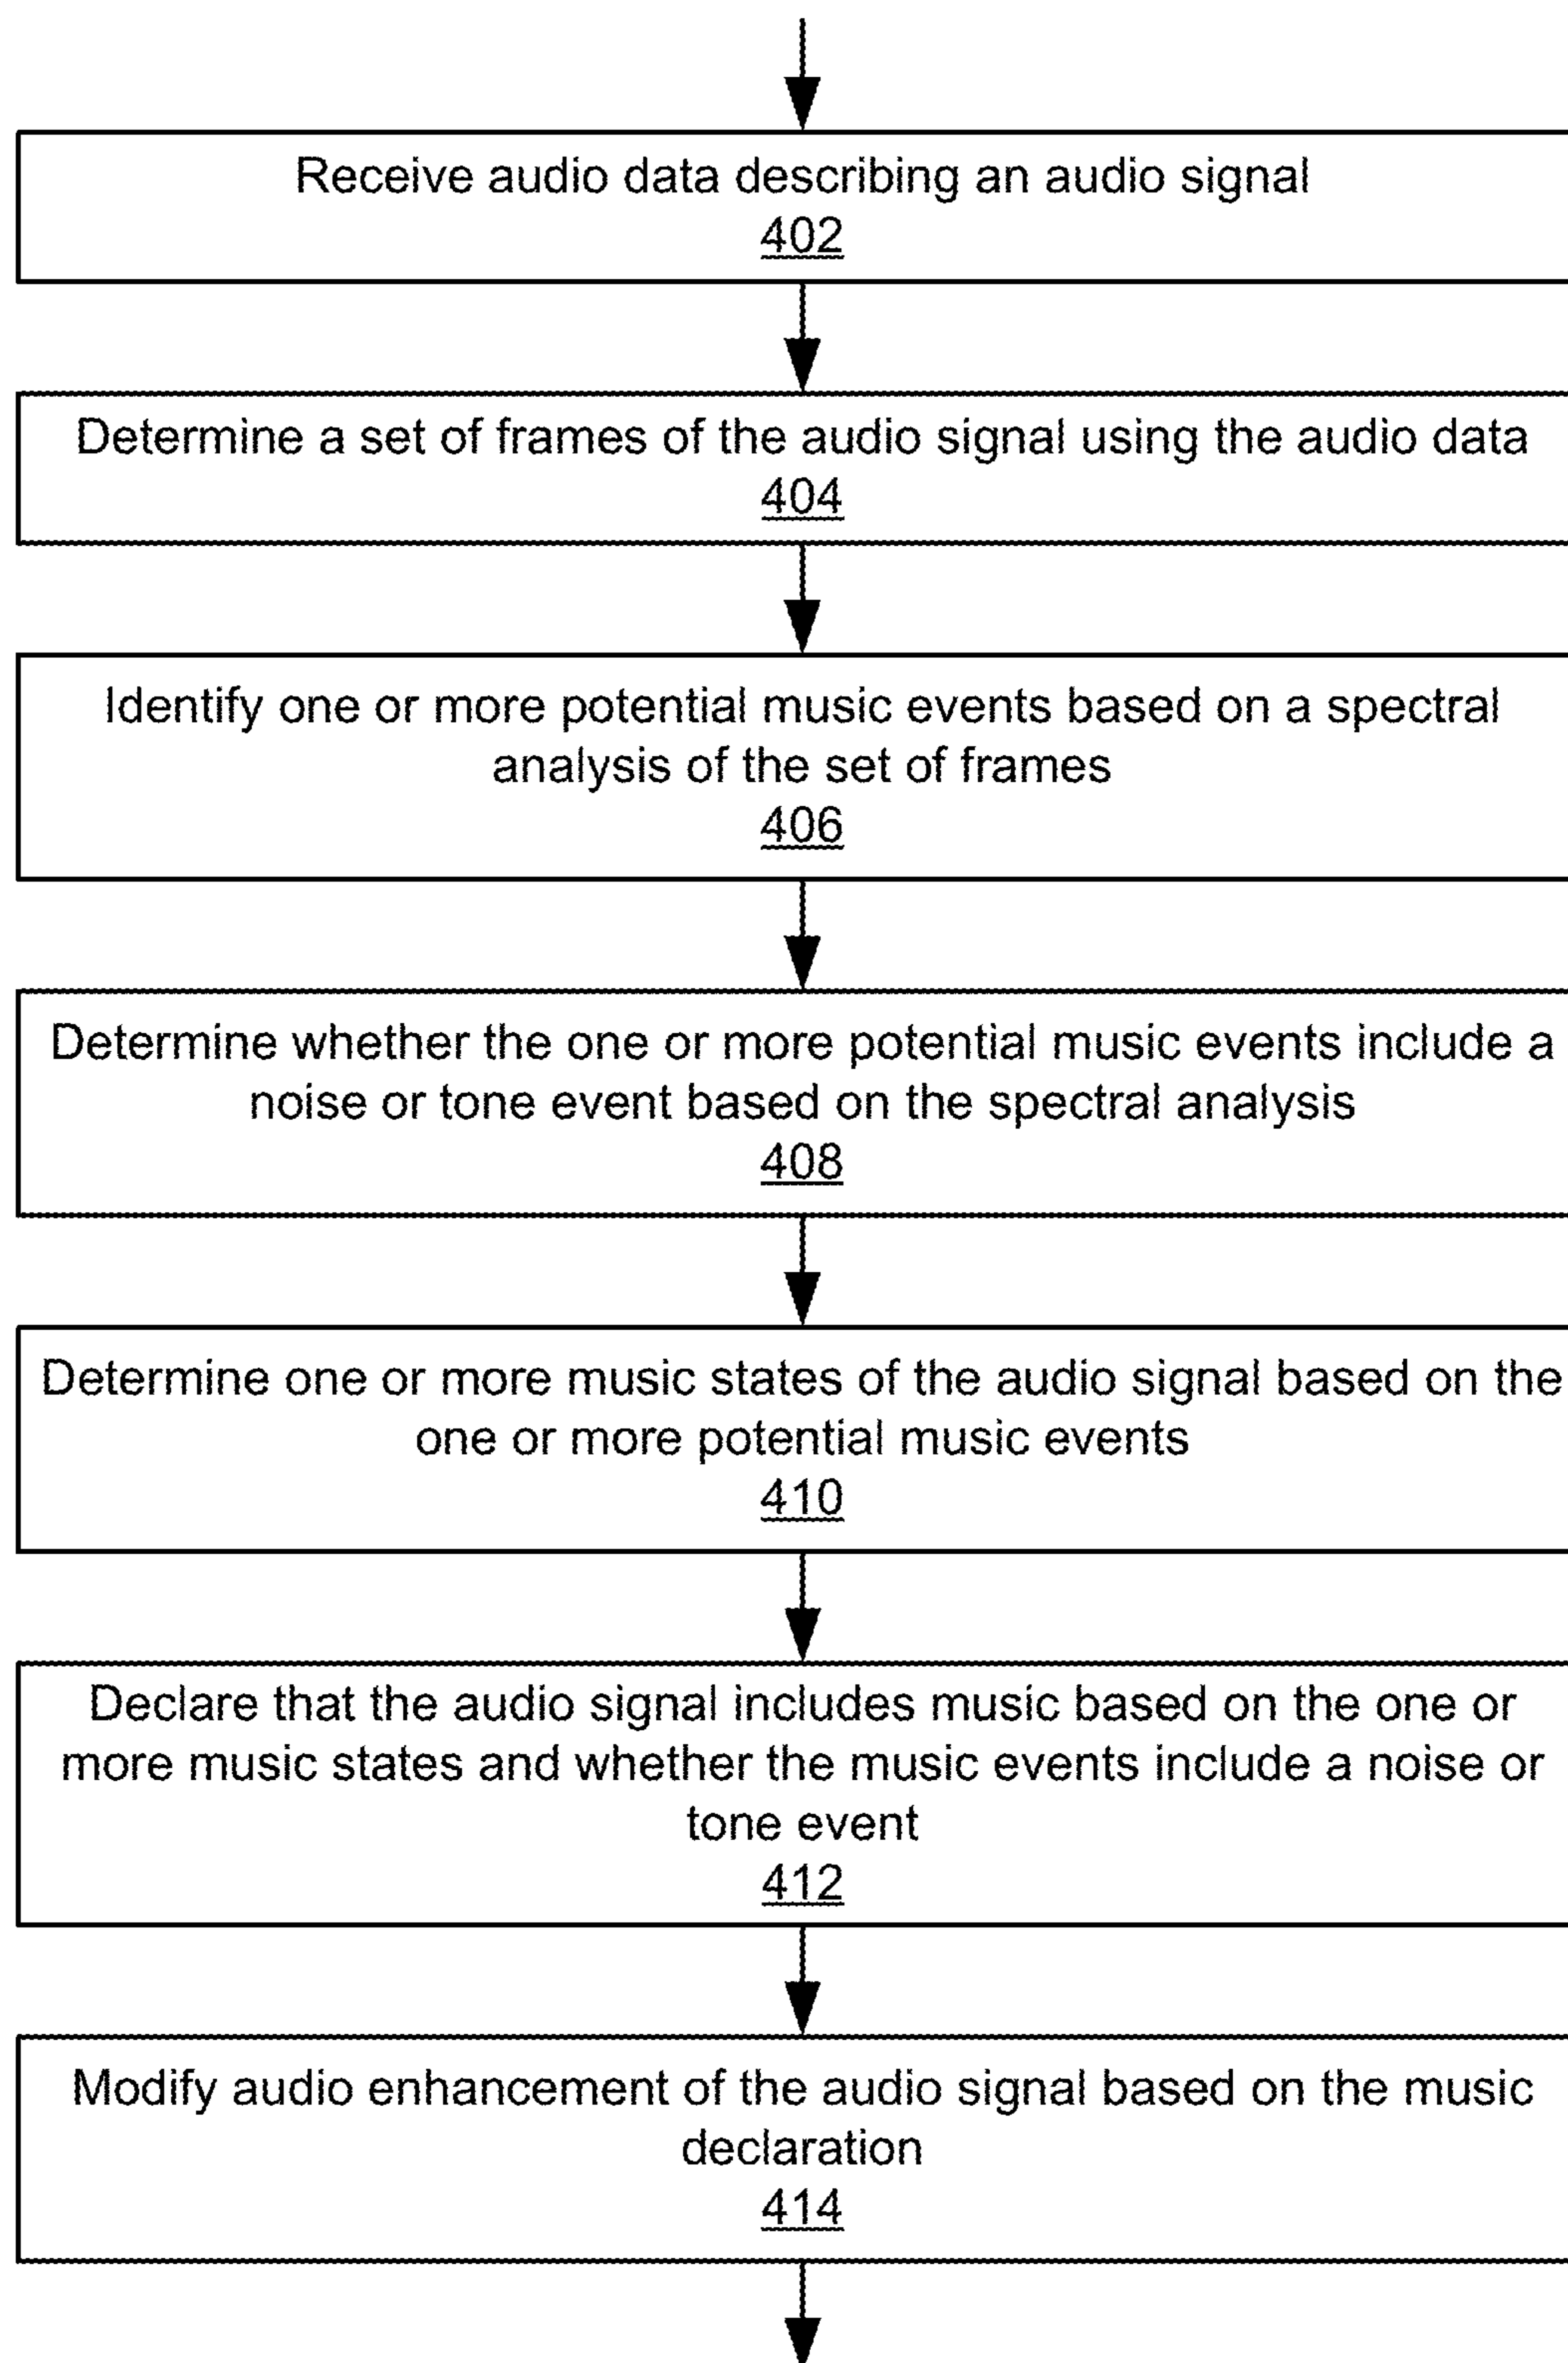 Receive audio data describing an audio signal
402
Determine a set of frames of the audio signal using the audio data
404
Identify one or more potential music events based on a spectral
analysis of the set of frames
406
Determine whether the one or more potential music events include a
noise or tone event based on the spectral analysis
408
Determine one or more music states of the audio signal based on the
one or more potential music events
410
Declare that the audio signal includes music based on the one or
more music states and whether the music events include a noise or
tone event
412
Modify audio enhancement of the audio signal based on the music
declaration
414